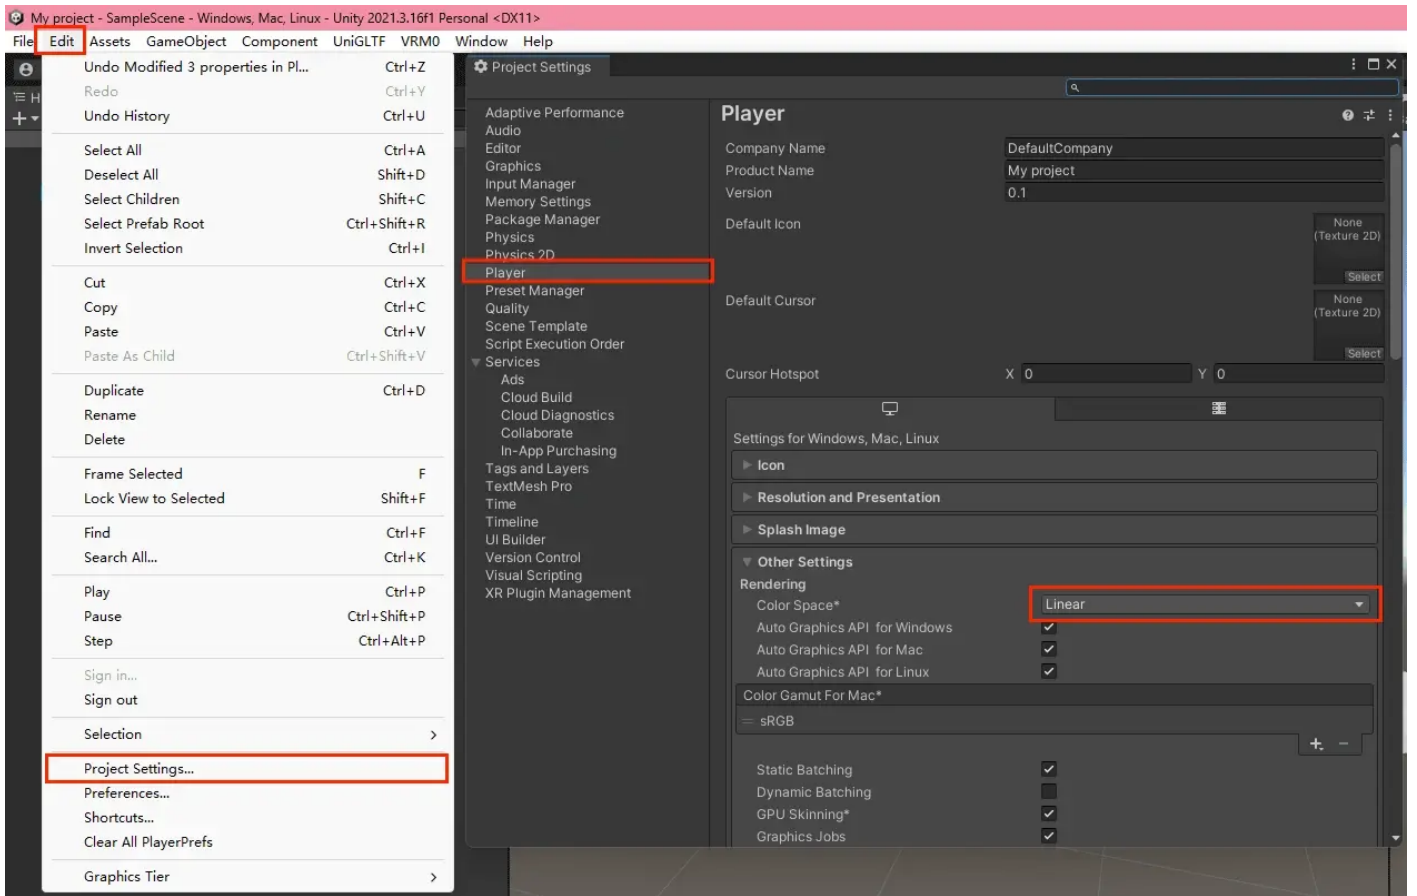 My project - SampleScene - Windows, Mac, Linux - Unity 2021.3.16f1 Personal <DX11>
File Edit Assets GameObject Component UniGLTF VRM0 Window Help
Undo Modified 3 properties in Pl... Ctrl+Z
Redo Ctrl+Y
Undo History Ctrl+U
Select All Ctrl+A
Deselect All Shift+D
Select Children Shift+C
Select Prefab Root Ctrl+Shift+R
Invert Selection Ctrl+I
Cut Ctrl+X
Copy Ctrl+C
Paste Ctrl+V
Paste As Child Ctrl+Shift+V
Duplicate Ctrl+D
Rename
Delete
Frame Selected F
Lock View to Selected Shift+F
Find Ctrl+F
Search All... Ctrl+K
Play Ctrl+P
Pause Ctrl+Shift+P
Step Ctrl+Alt+P
Sign in...
Sign out
Selection
Project Settings...
Preferences...
Shortcuts...
Clear All PlayerPrefs
Graphics Tier
H
Project Settings
Adaptive Performance
Audio
Editor
Graphics
Input Manager
Memory Settings
Package Manager
Physics
Physics 2D
Player
Preset Manager
Quality
Scene Template
Script Execution Order
Services
Ads
Cloud Build
Cloud Diagnostics
Collaborate
In-App Purchasing
Tags and Layers
TextMesh Pro
Time
Timeline
UI Builder
Version Control
Visual Scripting
XR Plugin Management
Player
Company Name DefaultCompany
Product Name My project
Version 0.1
Default Icon
None
(Texture 2D)
Select
Default Cursor
None
(Texture 2D)
Select
Cursor Hotspot X 0 Y 0
Settings for Windows, Mac, Linux
Icon
Resolution and Presentation
Splash Image
Other Settings
Rendering
Color Space* Linear
Auto Graphics API for Windows
Auto Graphics API for Mac
Auto Graphics API for Linux
Color Gamut For Mac*
sRGB
Static Batching
Dynamic Batching
GPU Skinning*
Graphics Jobs